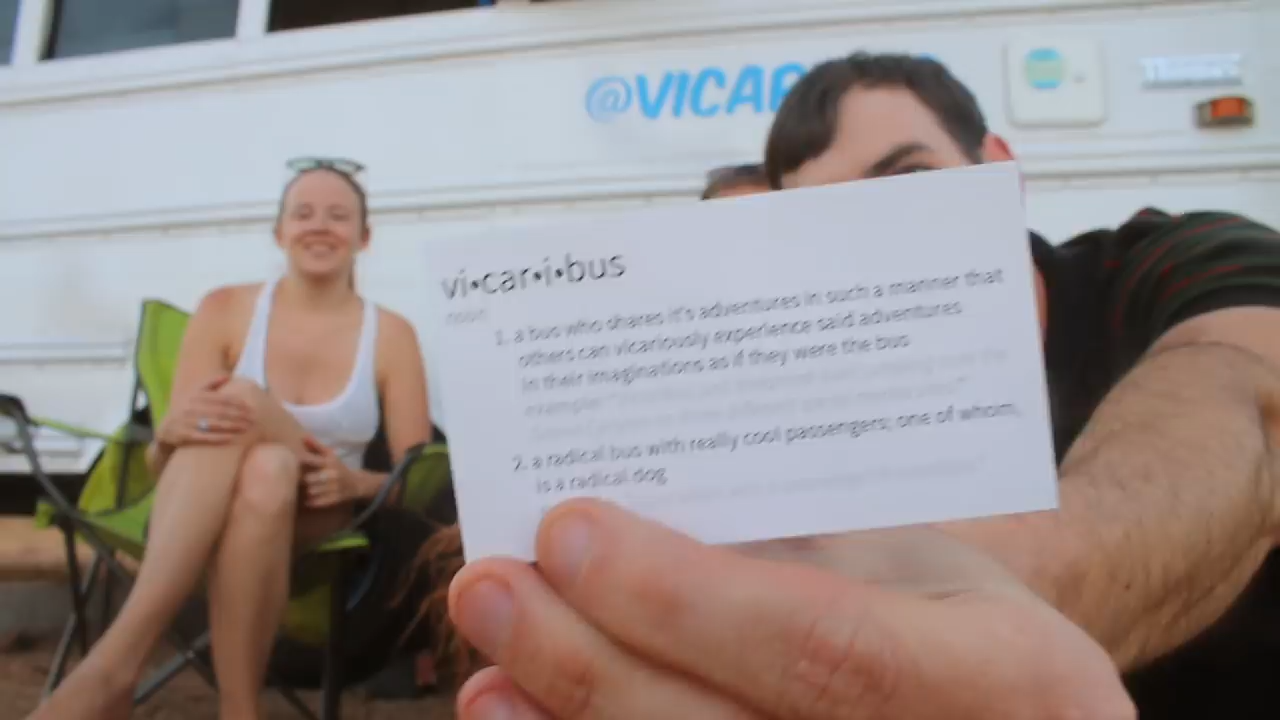 @VICAR
vi•car•i•bus
noun
1. a bus who shares it's adventures in such a manner that
others can vicariously experience said adventures
in their imaginations as if they were the bus
example:
2. a radical bus with really cool passengers; one of whom,
is a radical dog